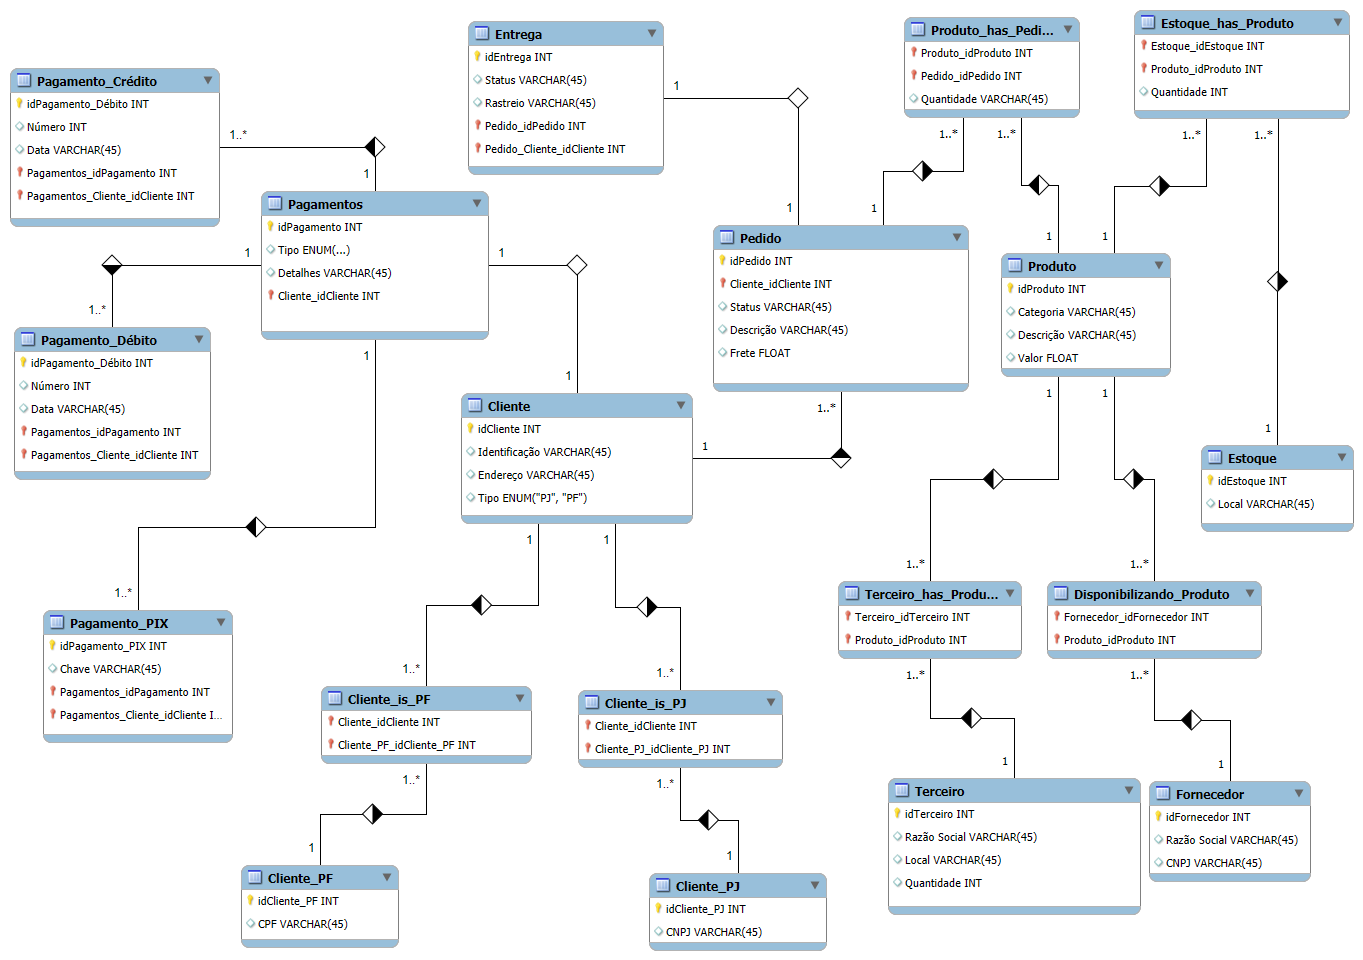 Pagamento_Crédito
idPagamento_Débito INT
Número INT
Data VARCHAR(45)
Pagamentos_idPagamento INT
Pagamentos_Cliente_idCliente INT
1..*
1
Entrega
idEntrega INT
Status VARCHAR(45)
Rastreio VARCHAR(45)
Pedido_idPedido INT
Pedido_Cliente_idCliente INT
1
1
Produto_has_Pedi...
Produto_idProduto INT
Pedido_idPedido INT
Quantidade VARCHAR(45)
1..*
1..*
1
1
Estoque_has_Produto
Estoque_idEstoque INT
Produto_idProduto INT
Quantidade INT
1..*
1..*
1
1
Pagamentos
idPagamento INT
Tipo ENUM(...)
Detalhes VARCHAR(45)
Cliente_idCliente INT
1
1..*
1
1
1
Pedido
idPedido INT
Cliente_idCliente INT
Status VARCHAR(45)
Descrição VARCHAR(45)
Frete FLOAT
1..*
1
Produto
idProduto INT
Categoria VARCHAR(45)
Descrição VARCHAR(45)
Valor FLOAT
1
1
Pagamento_Débito
idPagamento_Débito INT
Número INT
Data VARCHAR(45)
Pagamentos_idPagamento INT
Pagamentos_Cliente_idCliente INT
Cliente
idCliente INT
Identificação VARCHAR(45)
Endereço VARCHAR(45)
Tipo ENUM("PJ", "PF")
1
1
Estoque
idEstoque INT
Local VARCHAR(45)
1..*
Pagamento_PIX
idPagamento_PIX INT
Chave VARCHAR(45)
Pagamentos_idPagamento INT
Pagamentos_Cliente_idCliente I...
1..*
Cliente_is_PF
Cliente_idCliente INT
Cliente_PF_idCliente_PF INT
1..*
1
1..*
Cliente_is_PJ
Cliente_idCliente INT
Cliente_PJ_idCliente_PJ INT
1..*
1
1..*
Terceiro_has_Produ...
Terceiro_idTerceiro INT
Produto_idProduto INT
1..*
1
1..*
Disponibilizando_Produto
Fornecedor_idFornecedor INT
Produto_idProduto INT
1..*
1
Terceiro
idTerceiro INT
Razão Social VARCHAR(45)
Local VARCHAR(45)
Quantidade INT
Fornecedor
idFornecedor INT
Razão Social VARCHAR(45)
CNPJ VARCHAR(45)
Cliente_PF
idCliente_PF INT
CPF VARCHAR(45)
Cliente_PJ
idCliente_PJ INT
CNPJ VARCHAR(45)